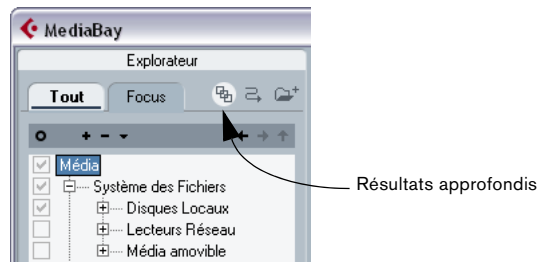 MediaBay
Explorateur
Tout Focus
Média
Système des Fichiers
Disques Locaux
Lecteurs Réseau
Média amovible
Résultats approfondis